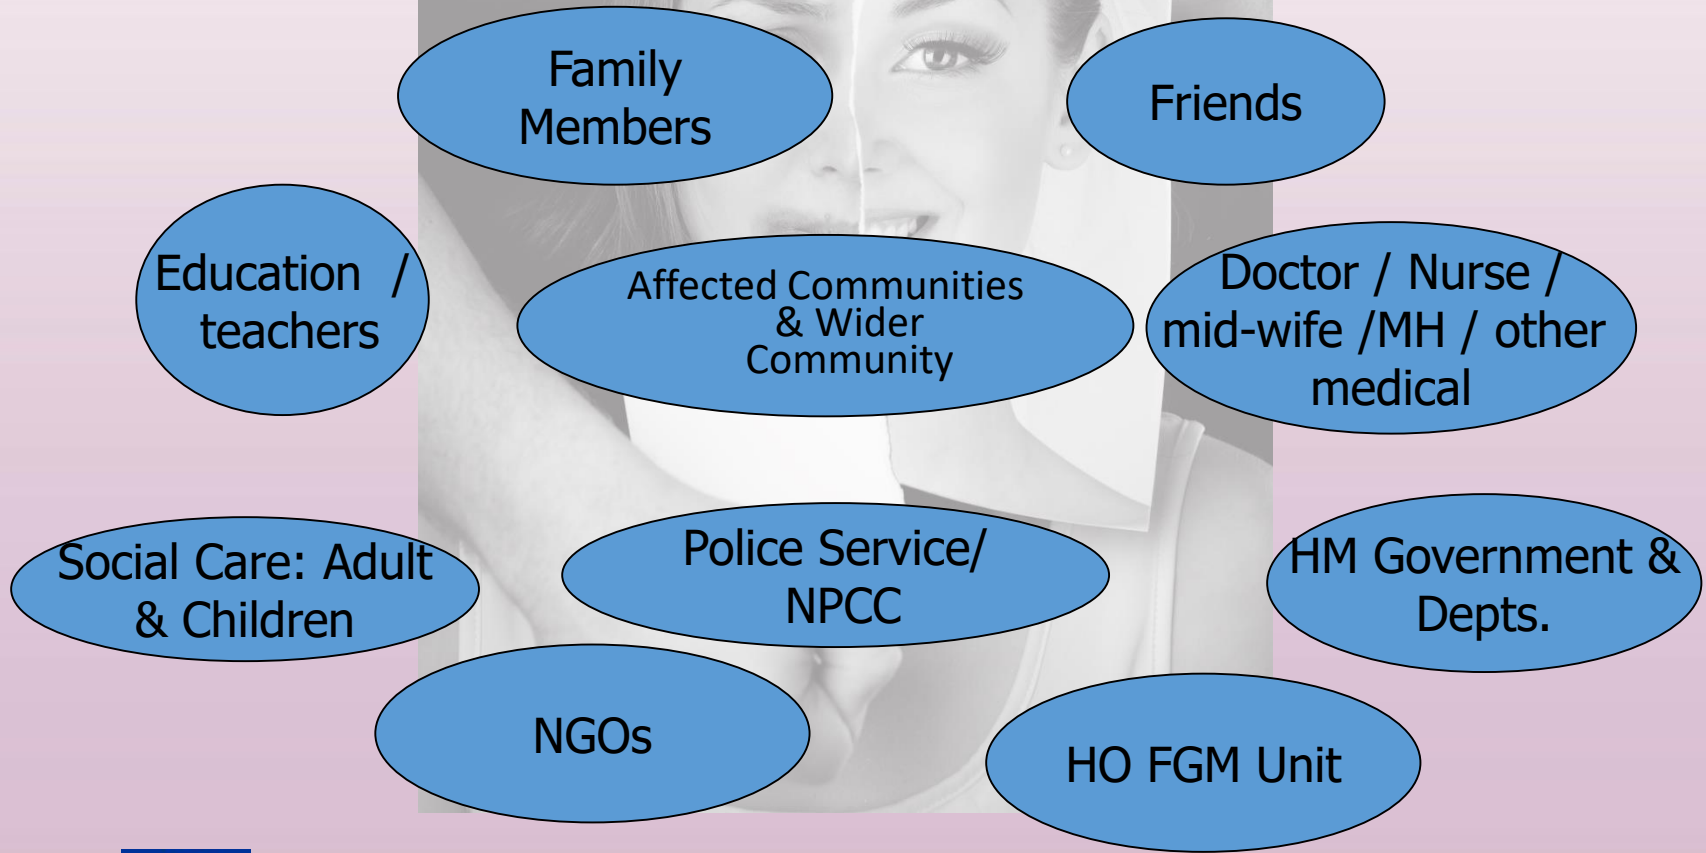 Family
Members
Friends
Education /
teachers
Affected Communities
& Wider
Community
Doctor / Nurse /
mid-wife /MH / other
medical
Social Care: Adult
& Children
Police Service/
NPCC
HM Government &
Depts.
NGOs
HO FGM Unit